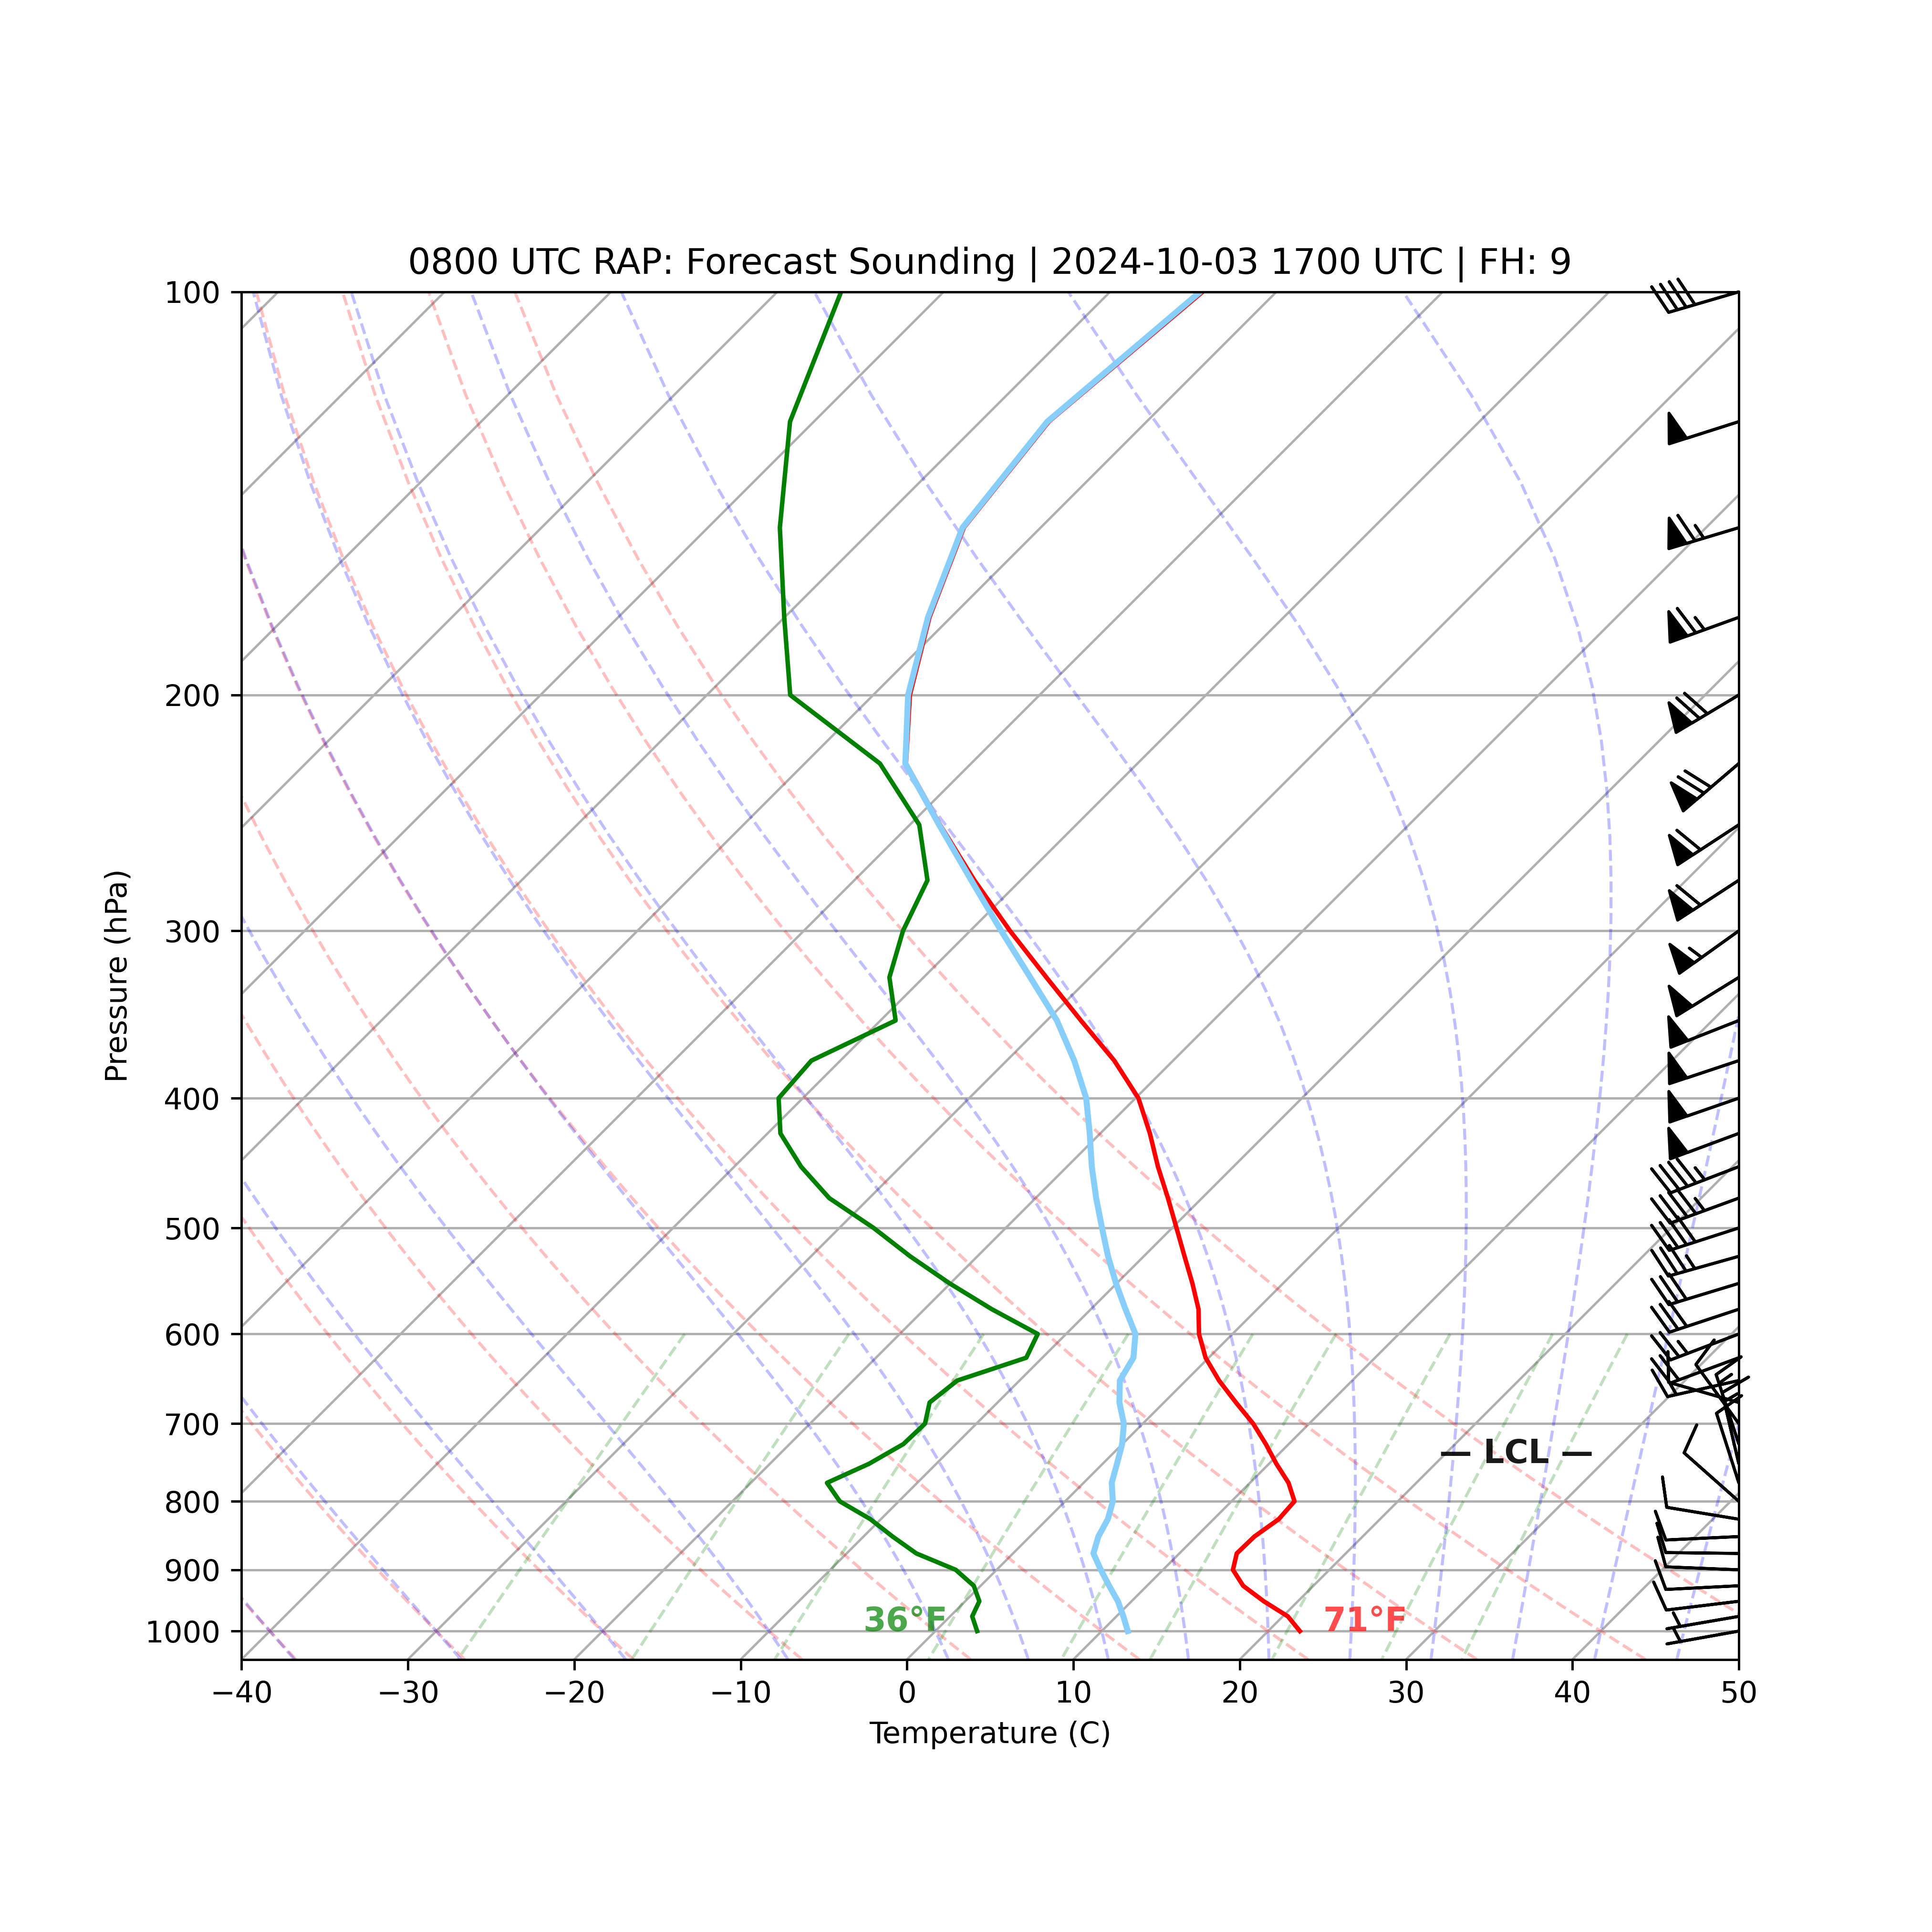 0800 UTC RAP: Forecast Sounding | 2024-10-03 1700 UTC | FH: 9
100
200
300
400
500
600
700
800
900
1000
Pressure (hPa)
— LCL —
36°F
71°F
−40 −30 −20 −10 0 10 20 30 40 50
Temperature (C)